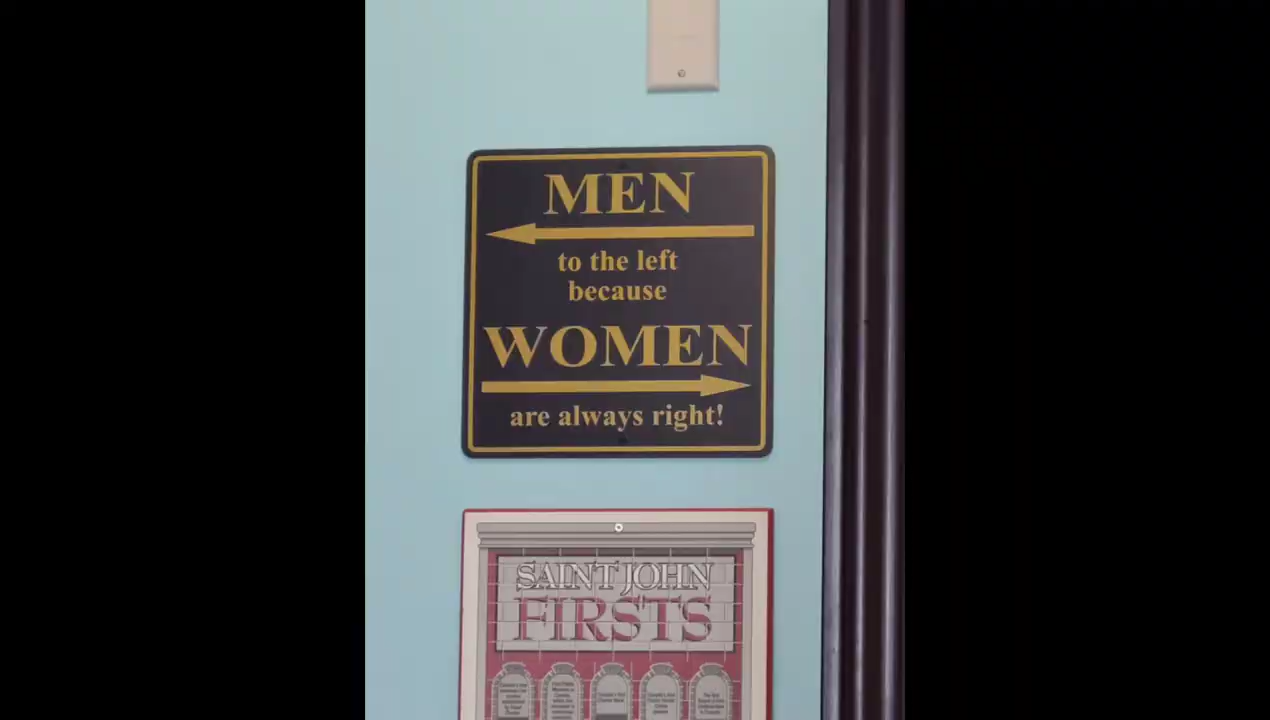 MEN
to the left
because
WOMEN
are always right!
SAINT JOHN
FIRSTS